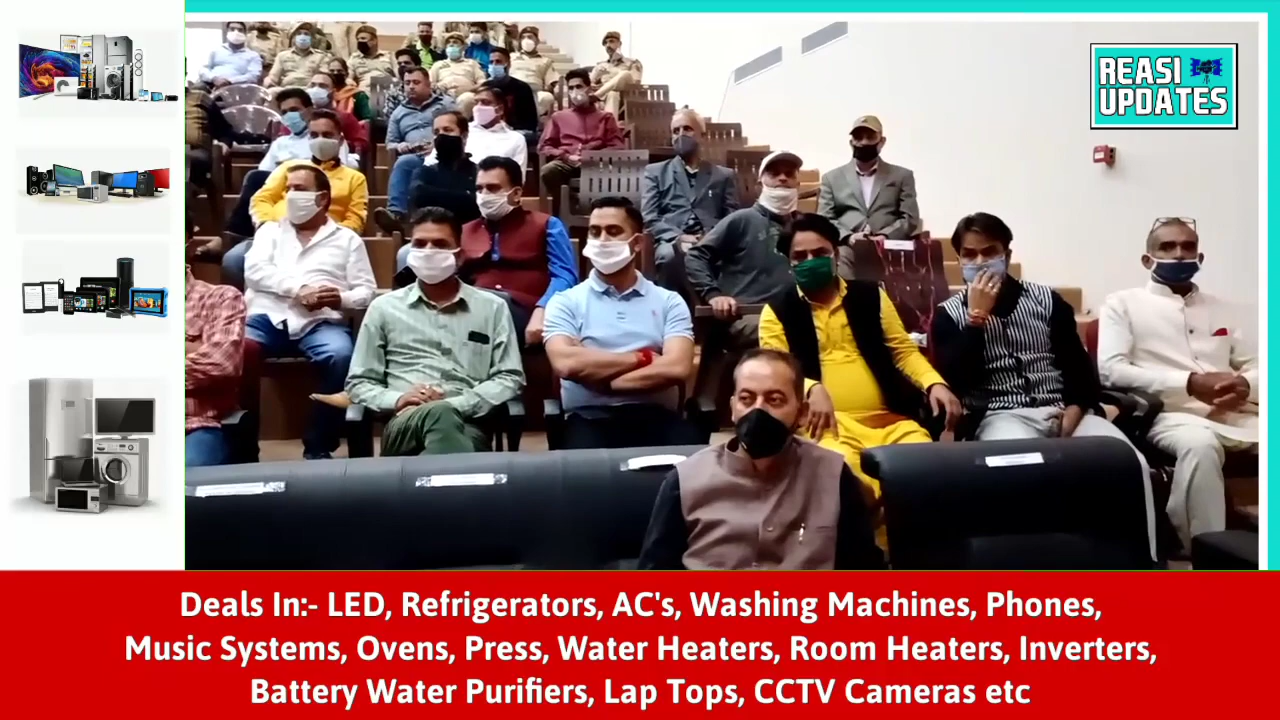 REASI
UPDATES
Deals In:- LED, Refrigerators, AC's, Washing Machines, Phones,
Music Systems, Ovens, Press, Water Heaters, Room Heaters, Inverters,
Battery Water Purifiers, Lap Tops, CCTV Cameras etc